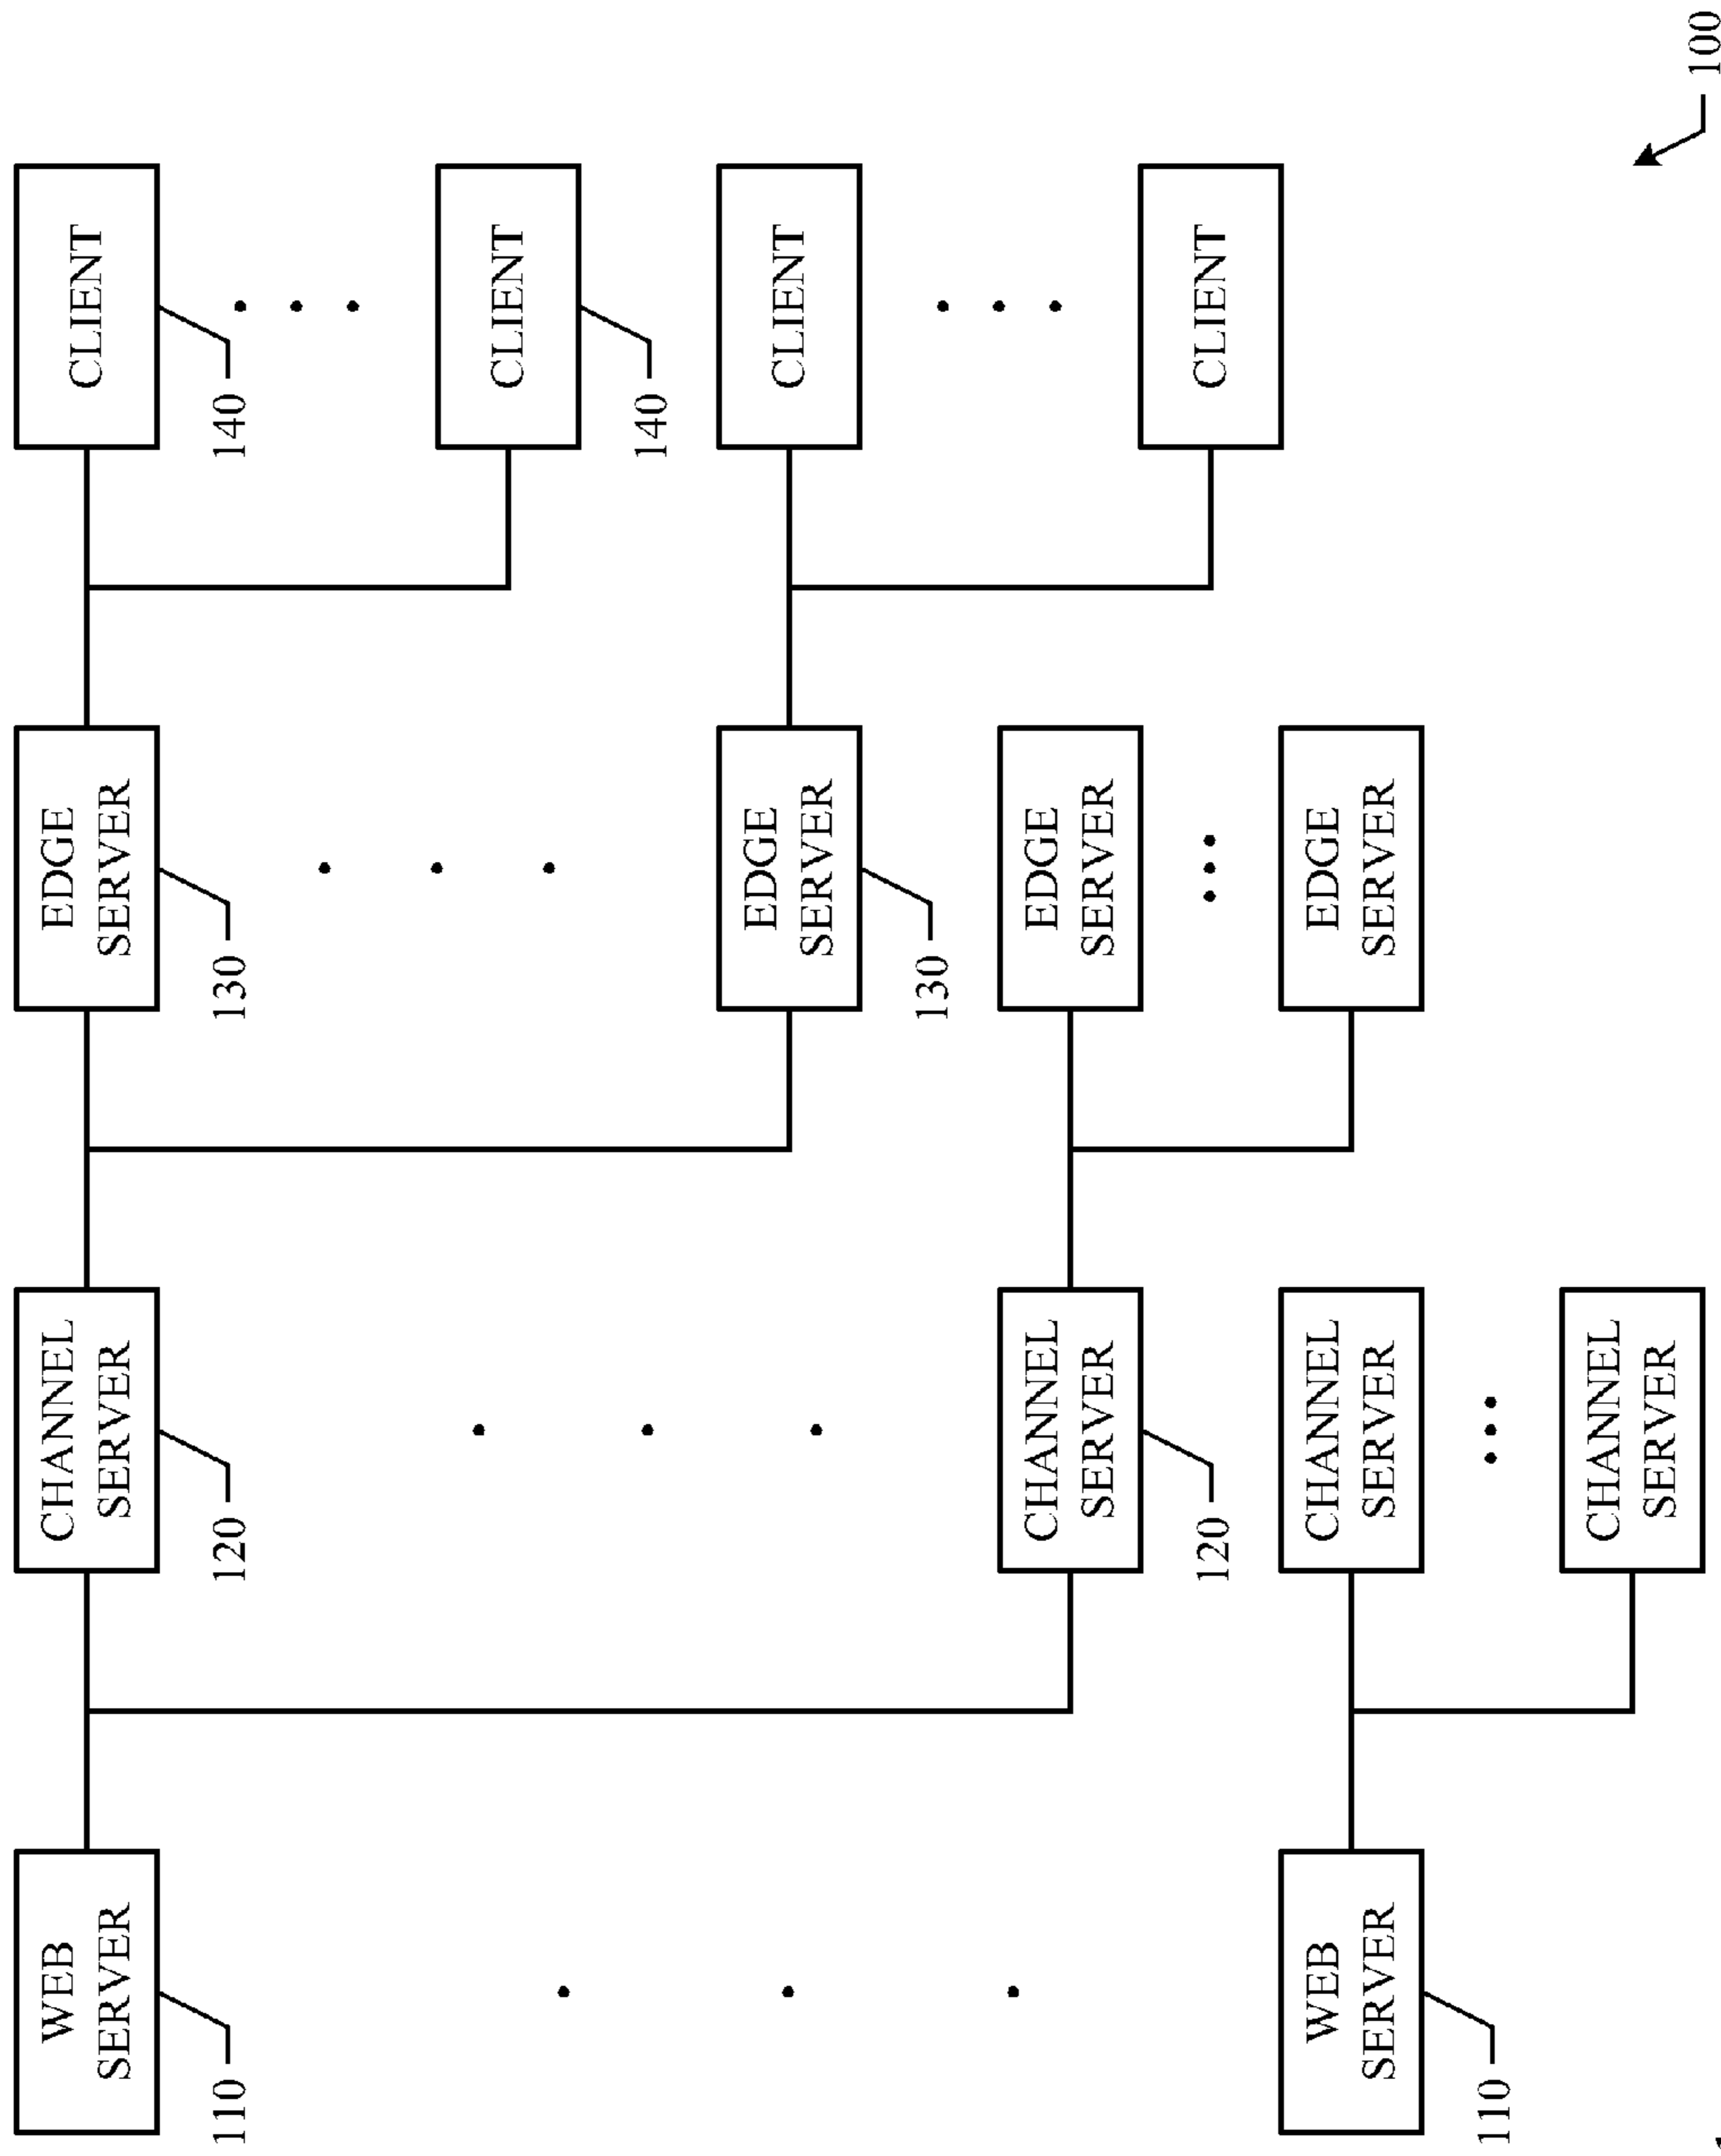 WEB
SERVER
CHANNEL
SERVER
EDGE
SERVER
CLIENT
110
120
130
140
CLIENT
140
EDGE
SERVER
CLIENT
130
CHANNEL
SERVER
EDGE
SERVER
CLIENT
120
WEB
SERVER
CHANNEL
SERVER
EDGE
SERVER
110
CHANNEL
SERVER
100